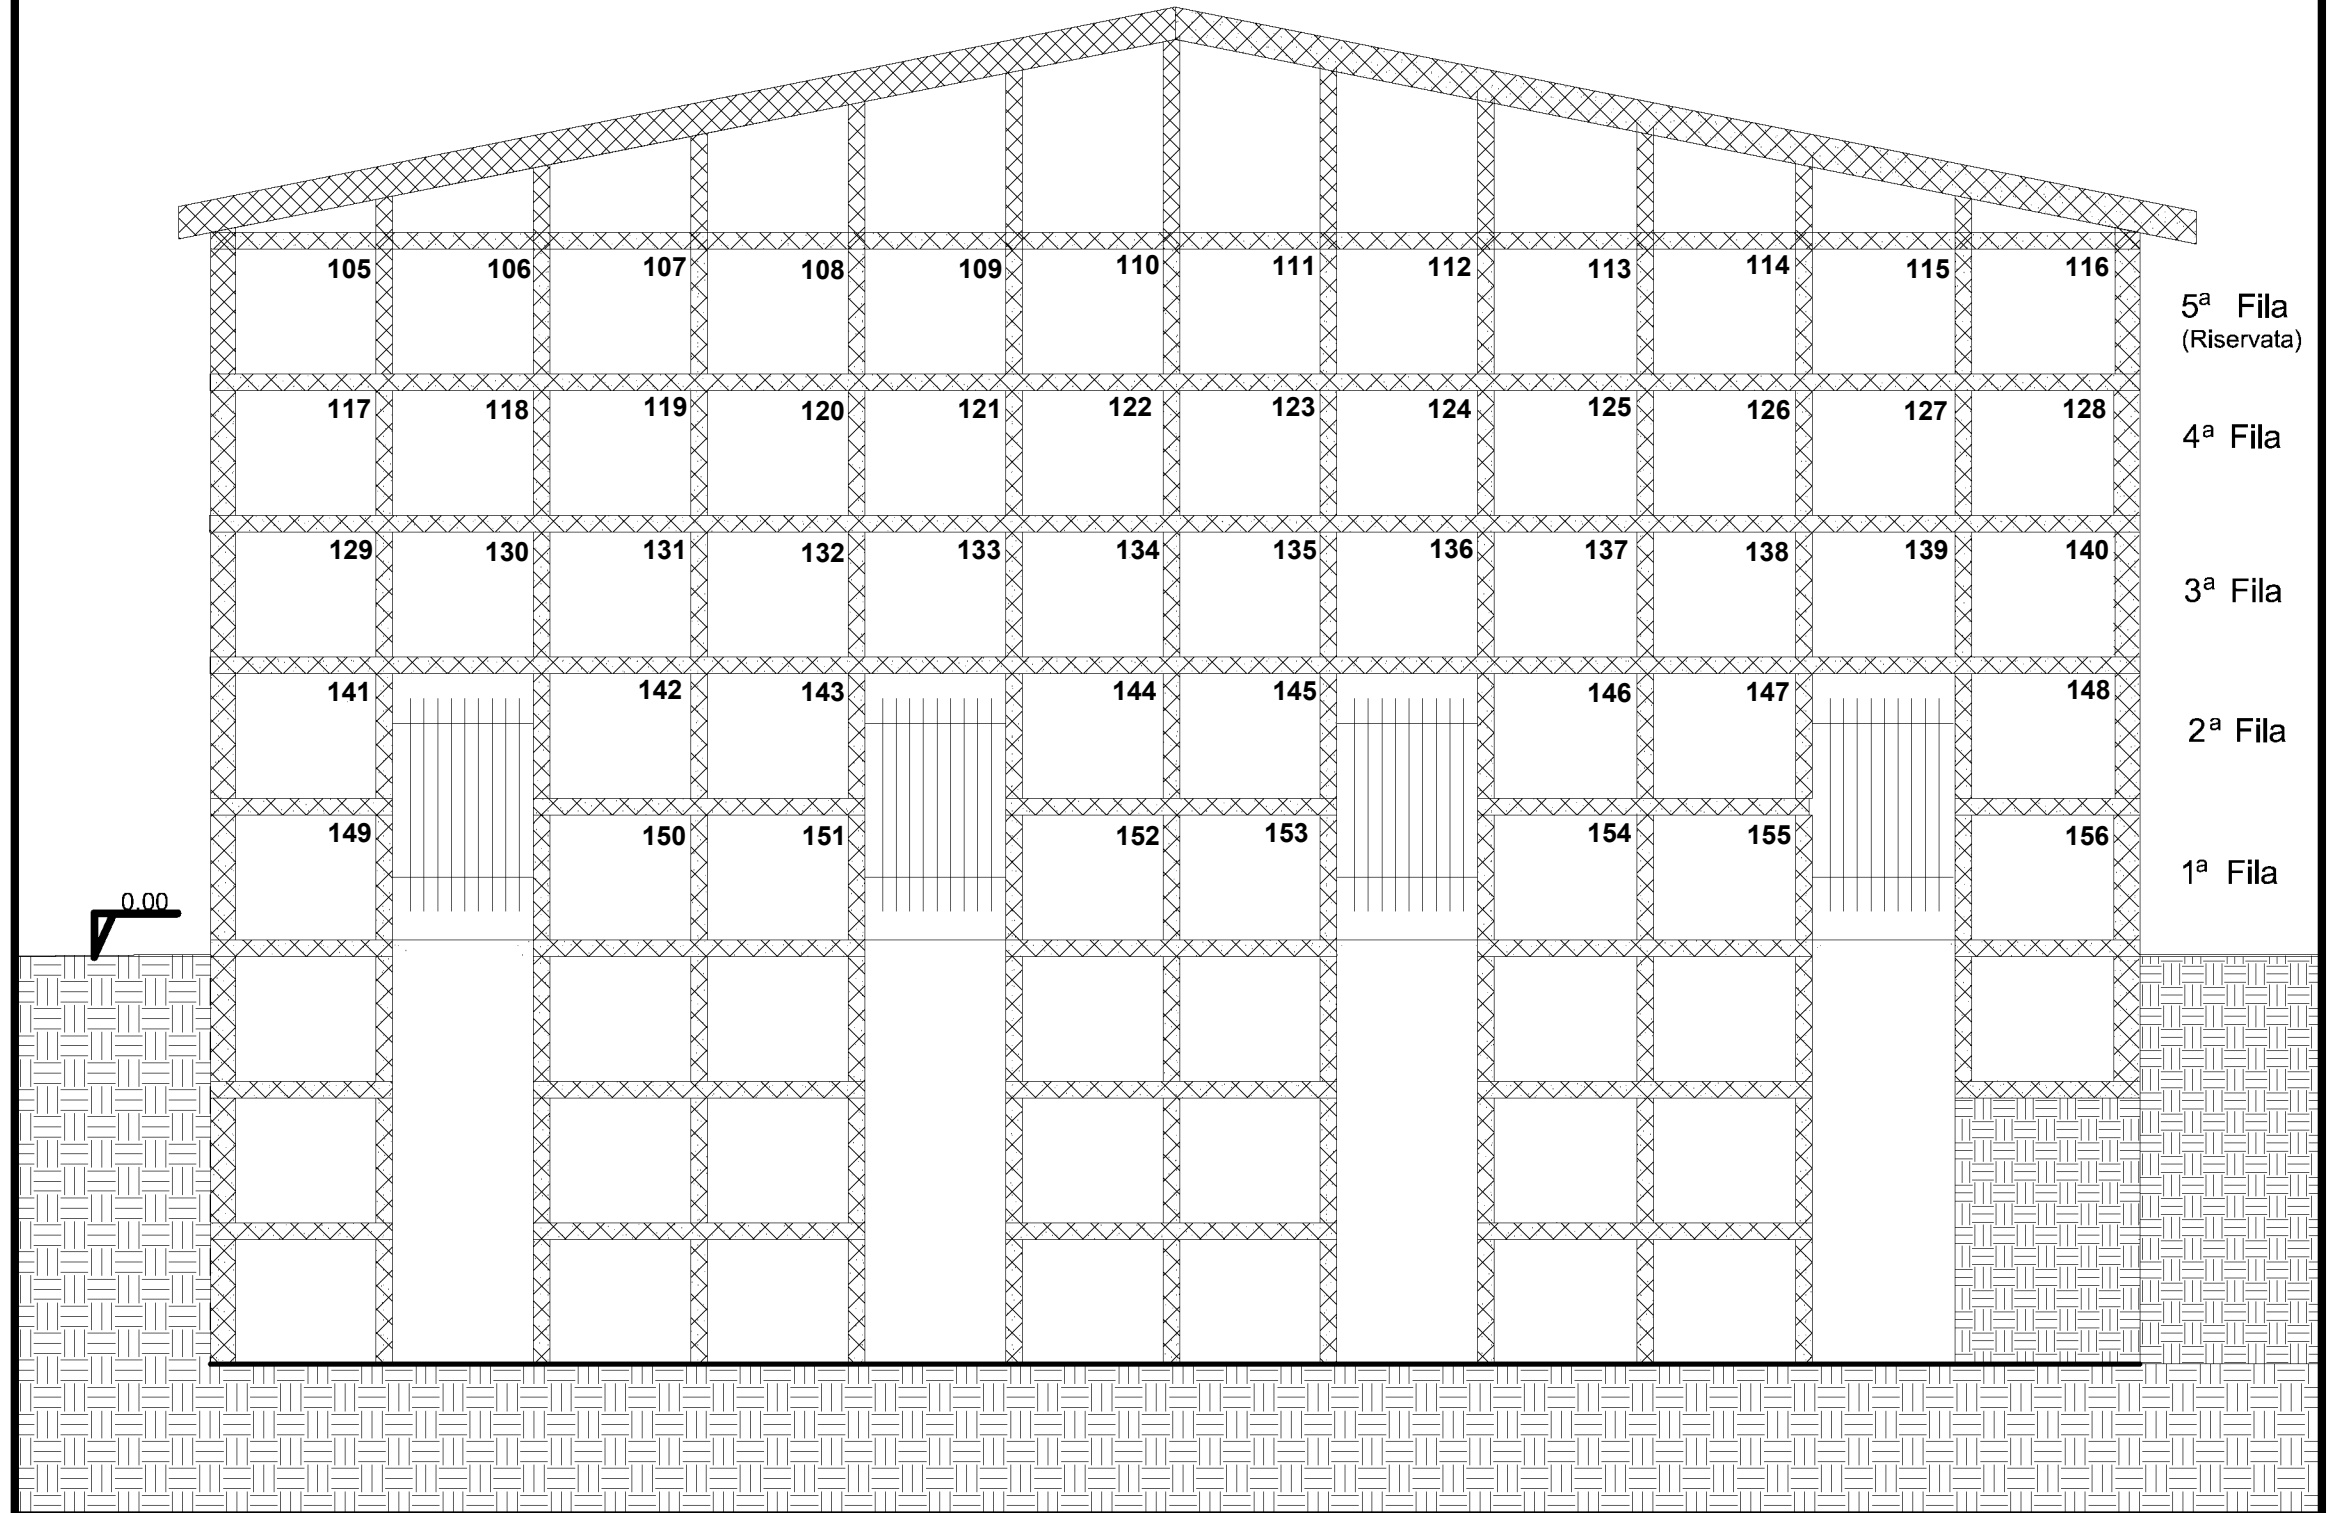 105 106 107 108 109 110 111 112 113 114 115 116
5ª Fila
(Riservata)
117 118 119 120 121 122 123 124 125 126 127 128
4ª Fila
129 130 131 132 133 134 135 136 137 138 139 140
3ª Fila
141 142 143 144 145 146 147 148
2ª Fila
149 150 151 152 153 154 155 156
1ª Fila
0.00